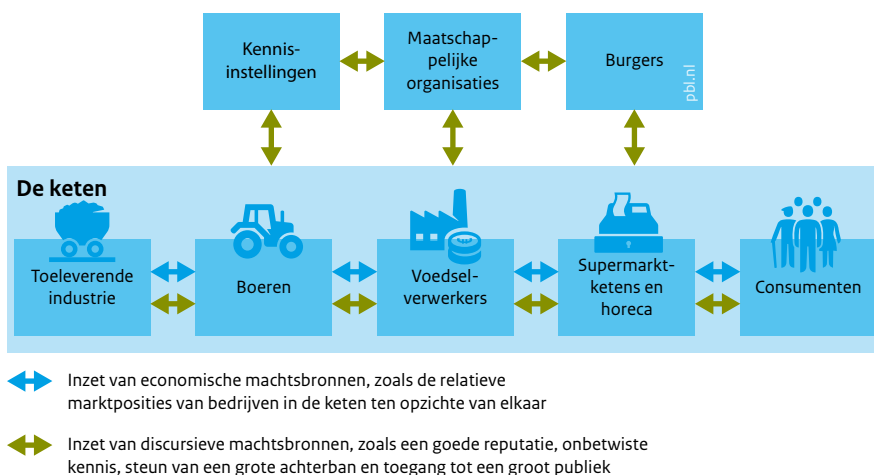 Kennis-
instellingen
Maatschap-
pelijke
organisaties
Burgers
pbl.nl
De keten
Toeleverende
industrie
Boeren
Voedsel-
verwerkers
Supermarkt-
ketens en
horeca
Consumenten
Inzet van economische machtsbronnen, zoals de relatieve
marktposities van bedrijven in de keten ten opzichte van elkaar
Inzet van discursieve machtsbronnen, zoals een goede reputatie, onbetwiste
kennis, steun van een grote achterban en toegang tot een groot publiek